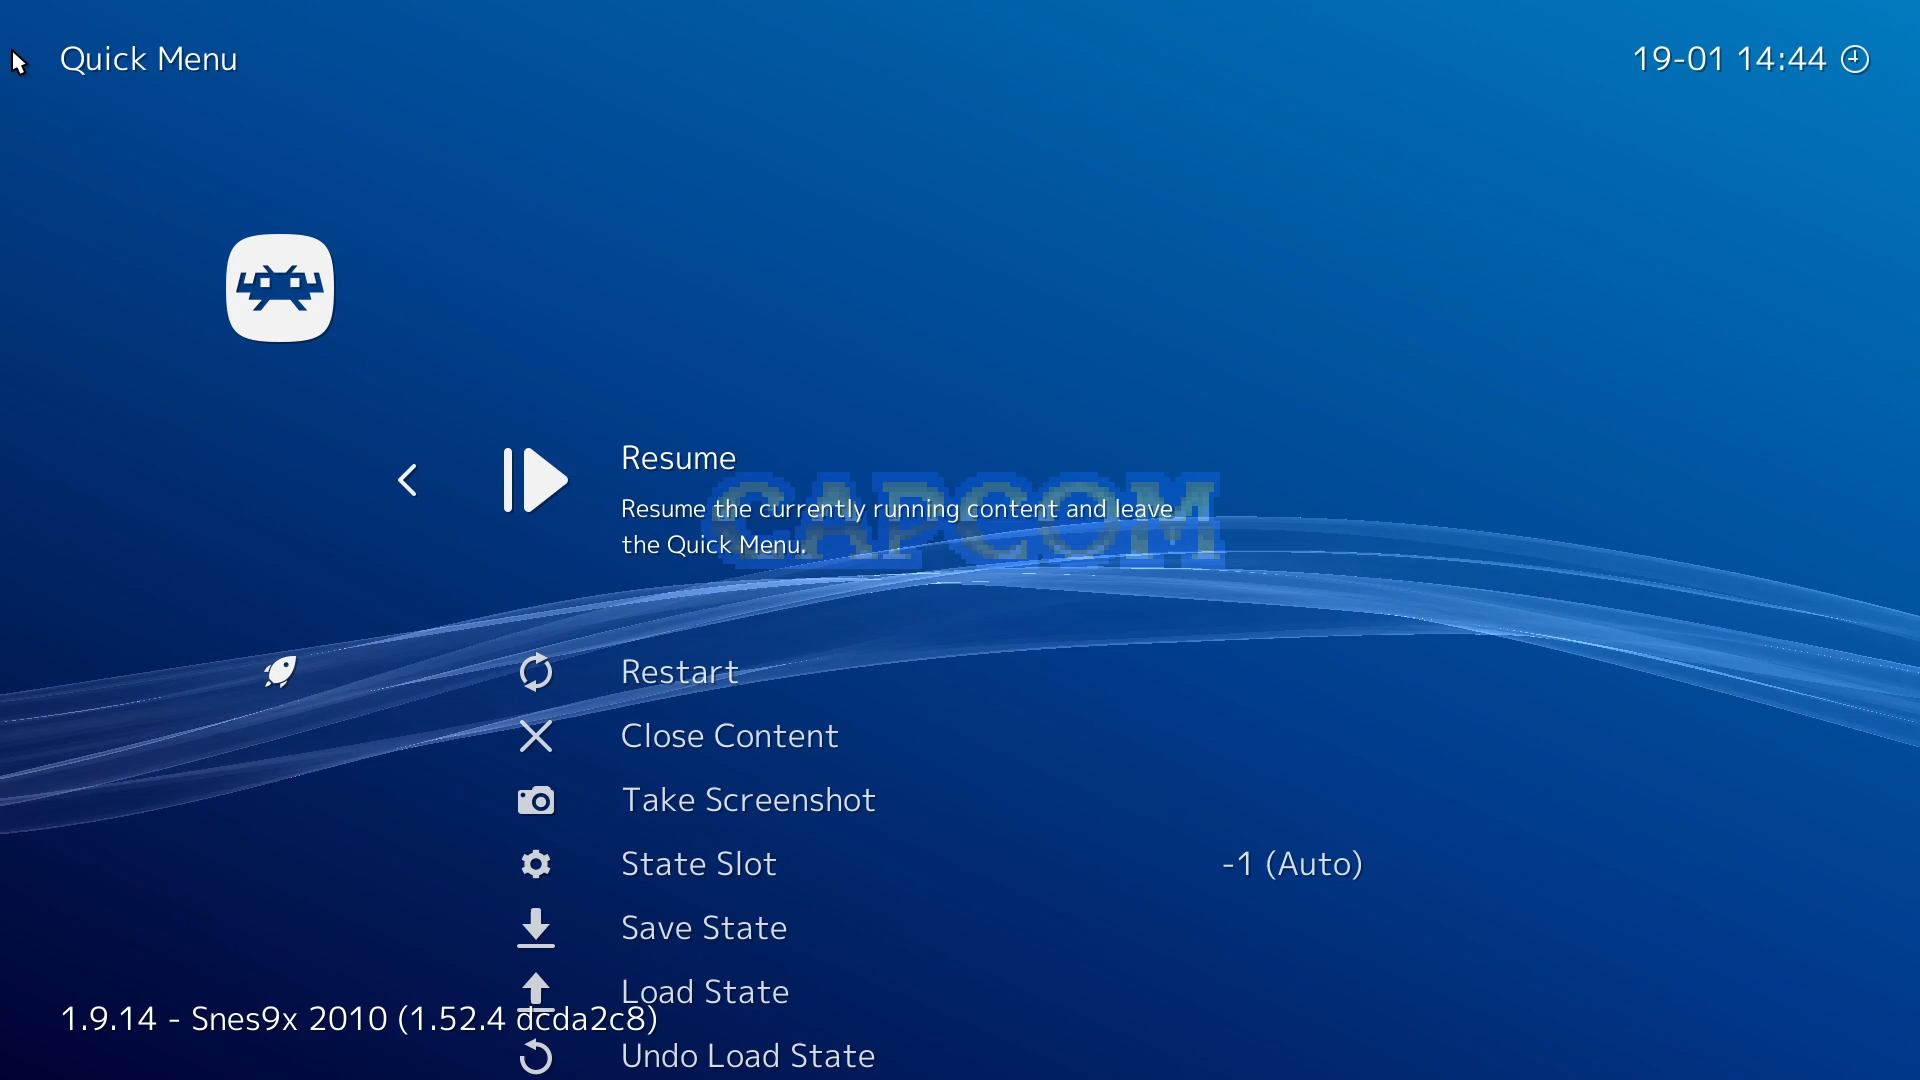 Quick Menu
19-01 14:44
Resume
CAPCOM
Resume the currently running content and leave
the Quick Menu.
Restart
Close Content
Take Screenshot
State Slot -1 (Auto)
Save State
Load State
1.9.14 - Snes9x 2010 (1.52.4 dcda2c8)
Undo Load State